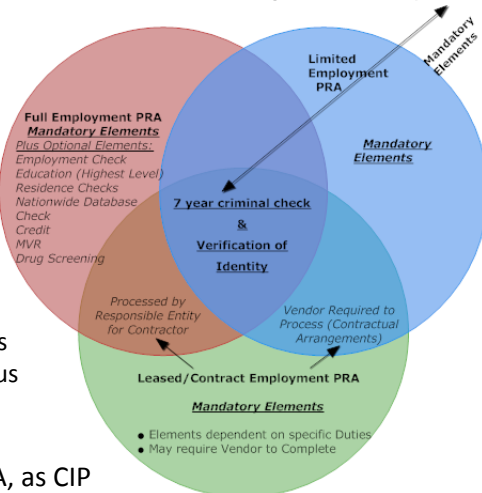 Limited
Employment
PRA
Mandatory
Elements
Full Employment PRA
Mandatory Elements
Plus Optional Elements:
Employment Check
Education (Highest Level)
Residence Checks
Nationwide Database
Check
Credit
MVR
Drug Screening
Mandatory
Elements
7 year criminal check
&
Verification of
Identity
Processed by
Responsible Entity
for Contractor
Vendor Required to
Process (Contractual
Arrangements)
Leased/Contract Employment PRA
Mandatory Elements
● Elements dependent on specific Duties
● May require Vendor to Complete
s
us
A, as CIP